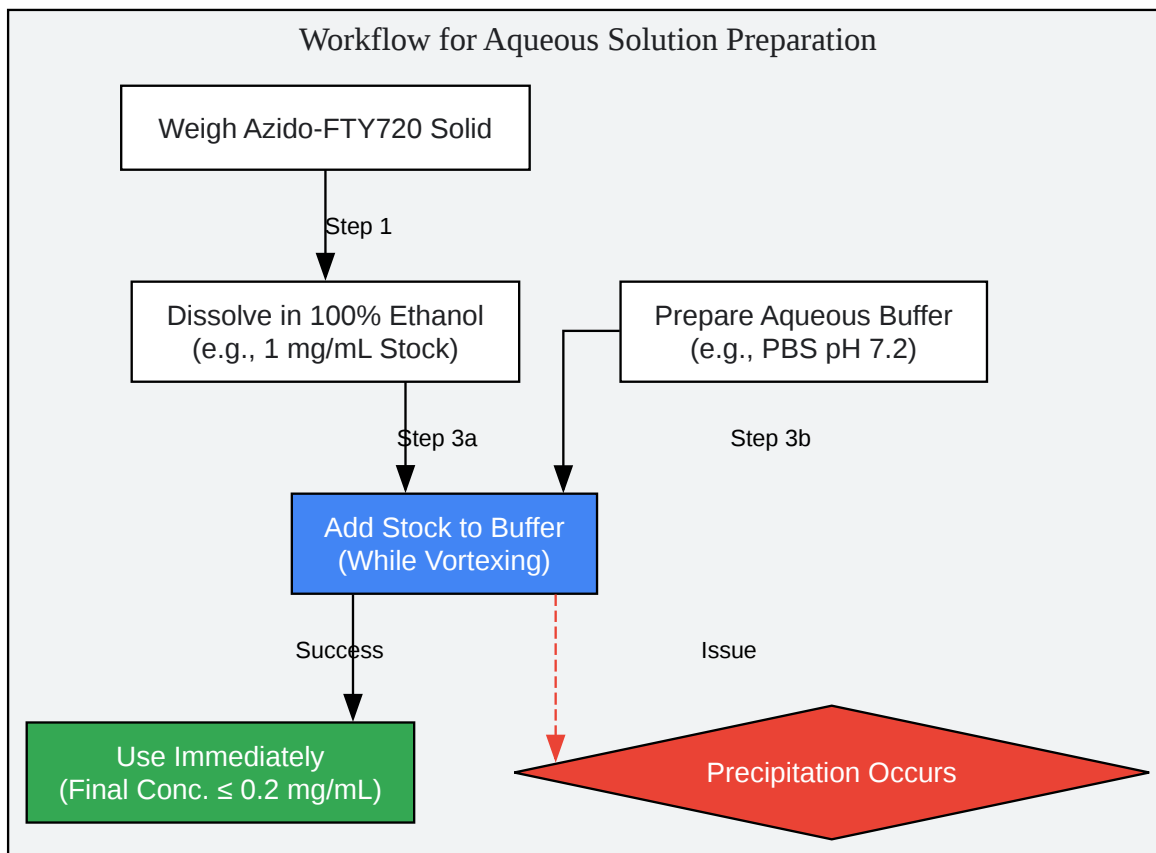 Workflow for Aqueous Solution Preparation
Weigh Azido-FTY720 Solid
Step 1
Dissolve in 100% Ethanol
(e.g., 1 mg/mL Stock)
Prepare Aqueous Buffer
(e.g., PBS pH 7.2)
Step 3a
Step 3b
Add Stock to Buffer
(While Vortexing)
Success
Issue
Use Immediately
(Final Conc. ≤ 0.2 mg/mL)
Precipitation Occurs